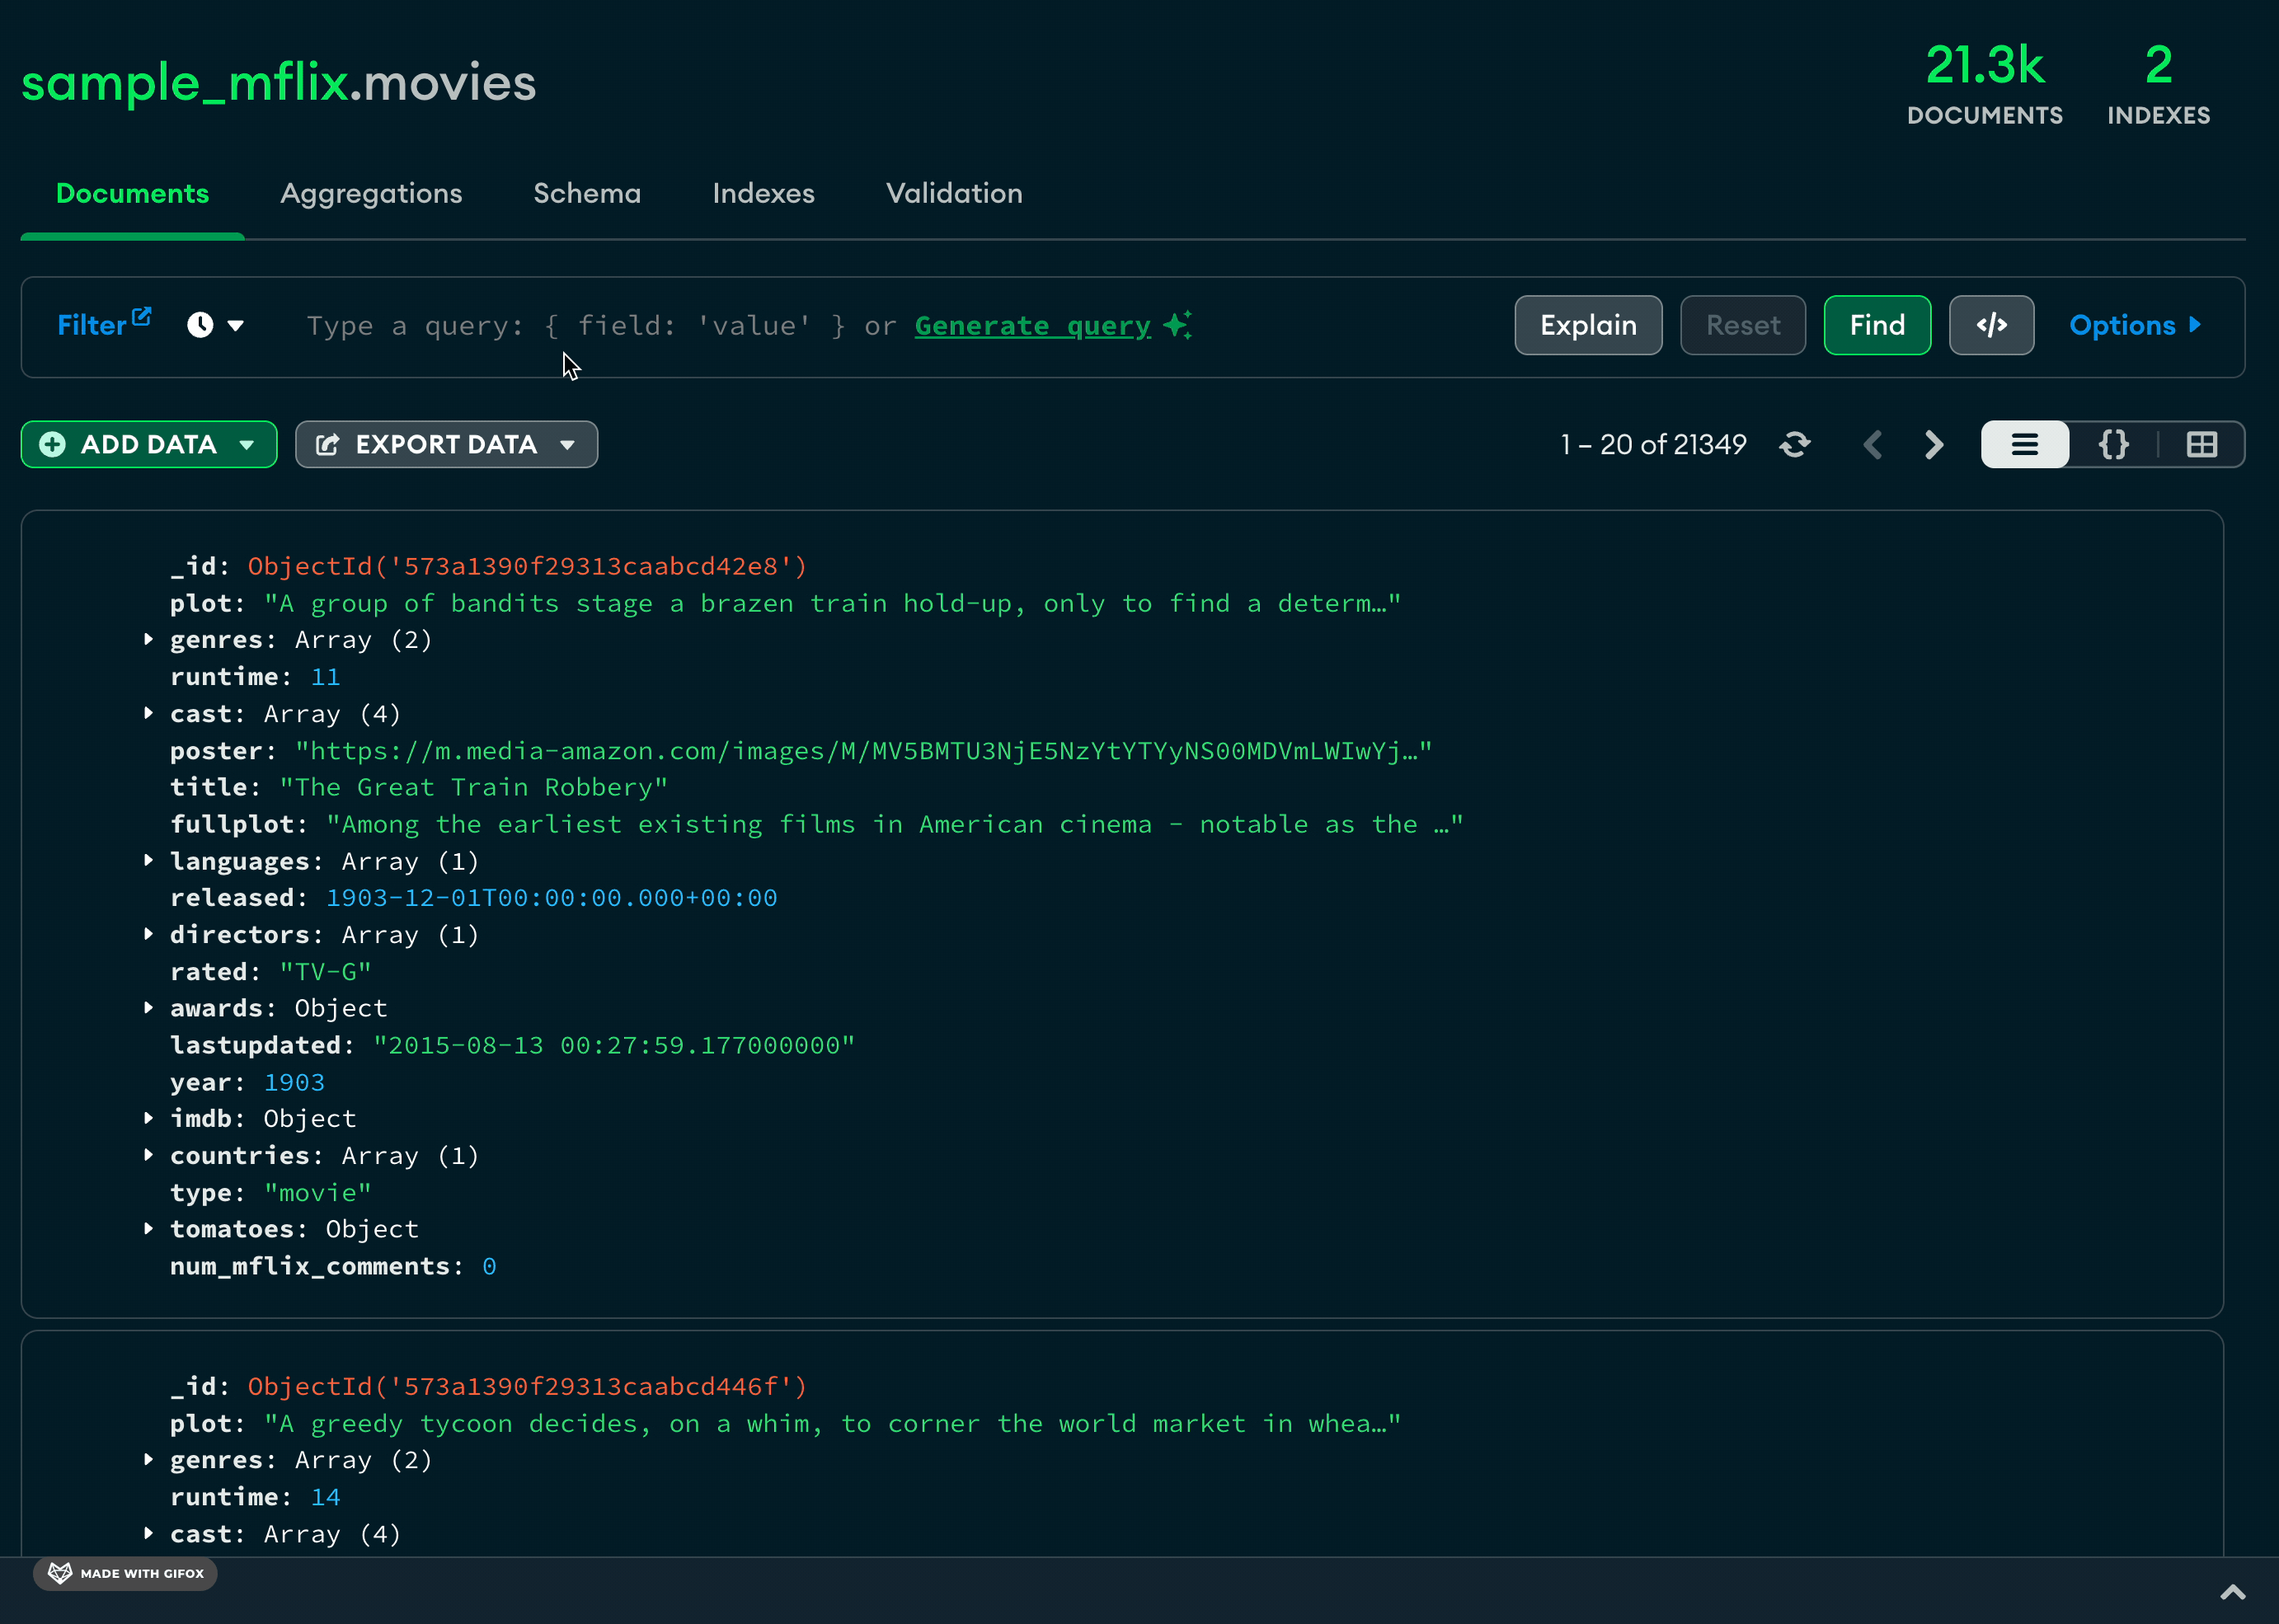 sample_mflix.movies
21.3k
DOCUMENTS
2
INDEXES
Documents Aggregations Schema Indexes Validation
Filter Type a query: { field: 'value' } or Generate query Explain Reset Find </> Options
ADD DATA EXPORT DATA 1 – 20 of 21349 {}
_id: ObjectId('573a1390f29313caabcd42e8')
plot: "A group of bandits stage a brazen train hold-up, only to find a determ…"
genres: Array (2)
runtime: 11
cast: Array (4)
poster: "https://m.media-amazon.com/images/M/MV5BMTU3NjE5NzYtYTYyNS00MDVmLWIwYj…"
title: "The Great Train Robbery"
fullplot: "Among the earliest existing films in American cinema - notable as the …"
languages: Array (1)
released: 1903-12-01T00:00:00.000+00:00
directors: Array (1)
rated: "TV-G"
awards: Object
lastupdated: "2015-08-13 00:27:59.177000000"
year: 1903
imdb: Object
countries: Array (1)
type: "movie"
tomatoes: Object
num_mflix_comments: 0
_id: ObjectId('573a1390f29313caabcd446f')
plot: "A greedy tycoon decides, on a whim, to corner the world market in whea…"
genres: Array (2)
runtime: 14
cast: Array (4)
MADE WITH GIFOX